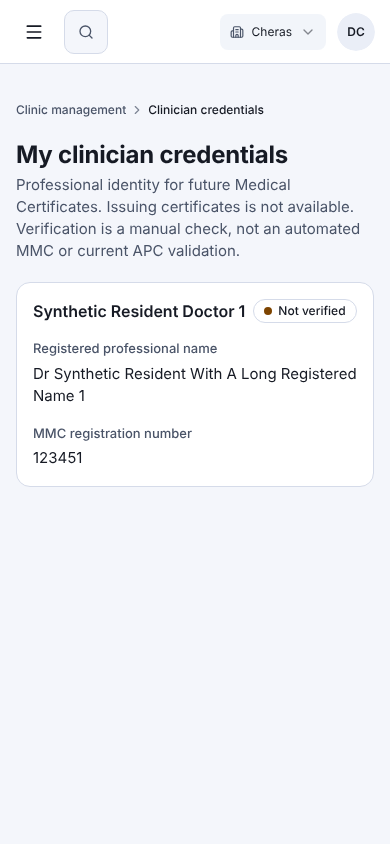 Cheras
DC
Clinic management > Clinician credentials
My clinician credentials
Professional identity for future Medical
Certificates. Issuing certificates is not available.
Verification is a manual check, not an automated
MMC or current APC validation.
Synthetic Resident Doctor 1
Not verified
Registered professional name
Dr Synthetic Resident With A Long Registered
Name 1
MMC registration number
123451